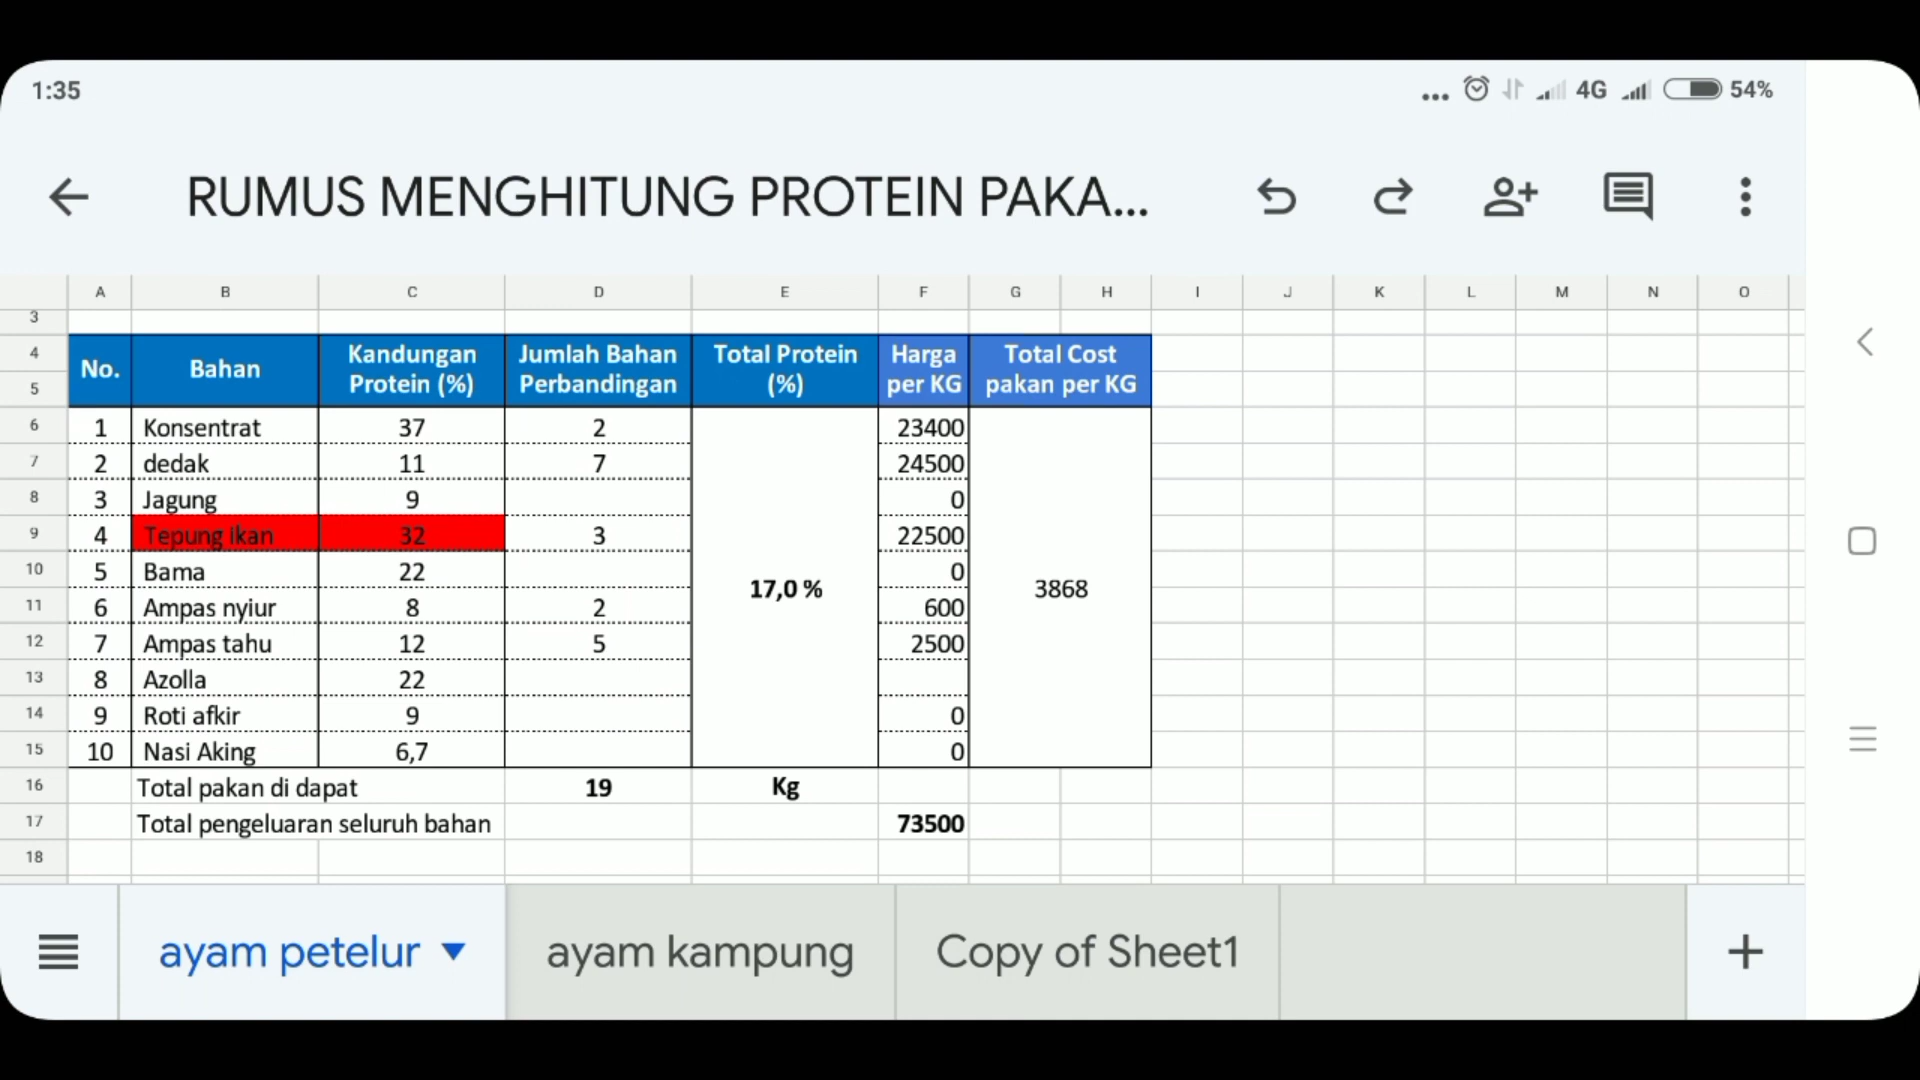 1:35 ... 4G 54%
RUMUS MENGHITUNG PROTEIN PAKA...
A B C D E F G H I J K L M N O
3
4 5 No. Bahan Kandungan Protein (%) Jumlah Bahan Perbandingan Total Protein (%) Harga per KG Total Cost pakan per KG
6 1 Konsentrat 37 2 23400
7 2 dedak 11 7 24500
8 3 Jagung 9 0
9 4 Tepung ikan 32 3 22500
10 5 Bama 22 0
17,0 % 3868
11 6 Ampas nyiur 8 2 600
12 7 Ampas tahu 12 5 2500
13 8 Azolla 22
14 9 Roti afkir 9 0
15 10 Nasi Aking 6,7 0
16 Total pakan di dapat 19 Kg
17 Total pengeluaran seluruh bahan 73500
18
ayam petelur ayam kampung Copy of Sheet1 +